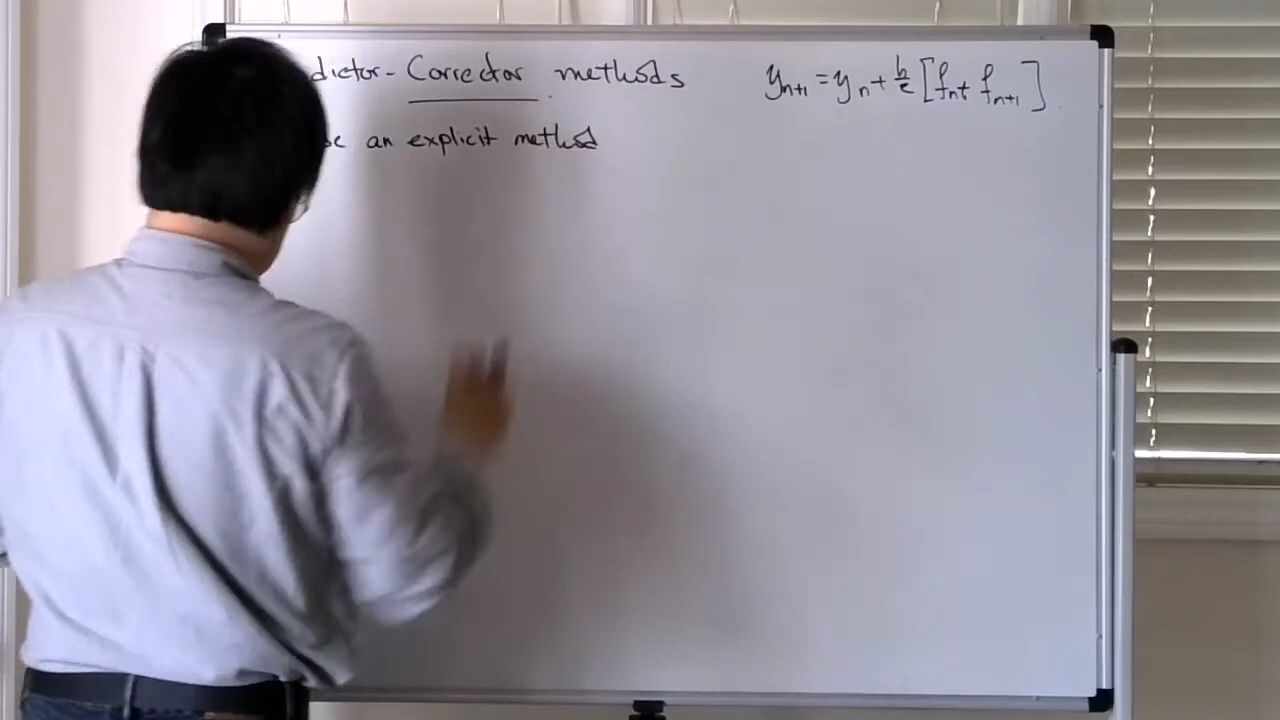 dictor-Corrector methods
y_{n+1} = y_n + h/2 [f_n + f_{n+1}]
an explicit method